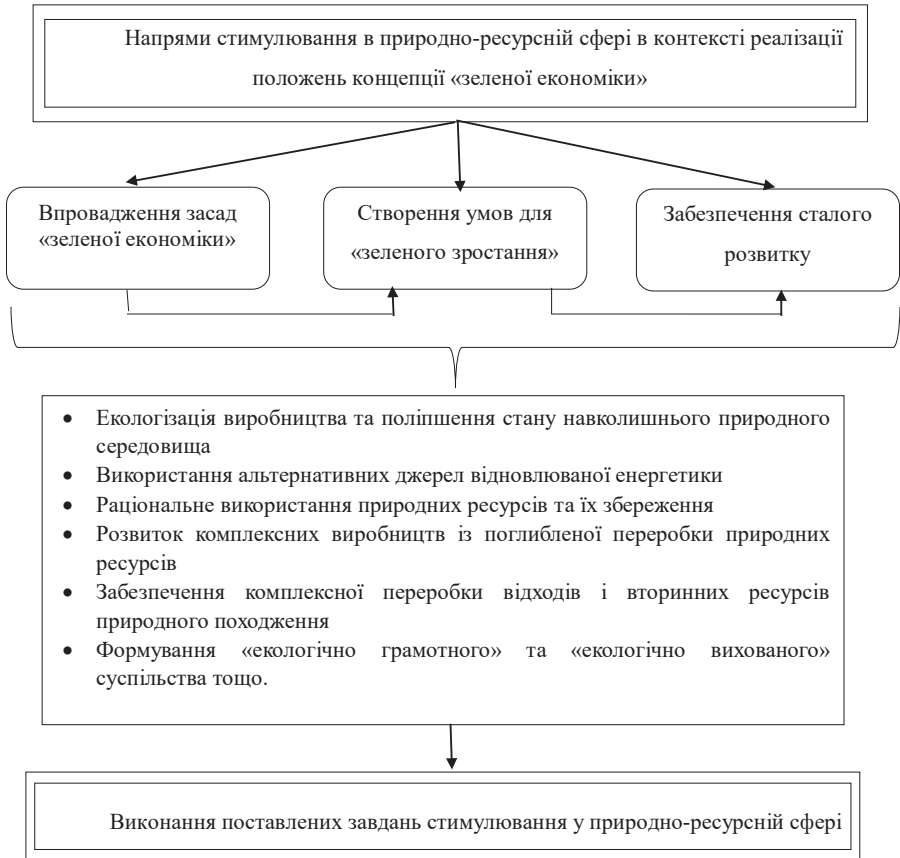 Напрями стимулювання в природно-ресурсній сфері в контексті реалізації
положень концепції «зеленої економіки»
Впровадження засад
«зеленої економіки»
Створення умов для
«зеленого зростання»
Забезпечення сталого
розвитку
• Екологізація виробництва та поліпшення стану навколишнього природного
середовища
• Використання альтернативних джерел відновлюваної енергетики
• Раціональне використання природних ресурсів та їх збереження
• Розвиток комплексних виробництв із поглибленої переробки природних
ресурсів
• Забезпечення комплексної переробки відходів і вторинних ресурсів
природного походження
• Формування «екологічно грамотного» та «екологічно вихованого»
суспільства тощо.
Виконання поставлених завдань стимулювання у природно-ресурсній сфері